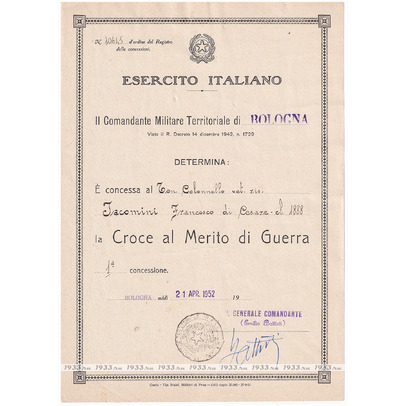 N. 10613 d'ordine del Registro
delle concessioni.
ESERCITO ITALIANO
Il Comandante Militare Territoriale di BOLOGNA
Visto il R. Decreto 14 dicembre 1942, n. 1729
DETERMINA:
È concessa al Ten. Colonnello
Iacomini Francesco di Cesare cl. 1888
la Croce al Merito di Guerra
1ª concessione.
BOLOGNA addì 21 APR. 1952 19
GENERALE COMANDANTE